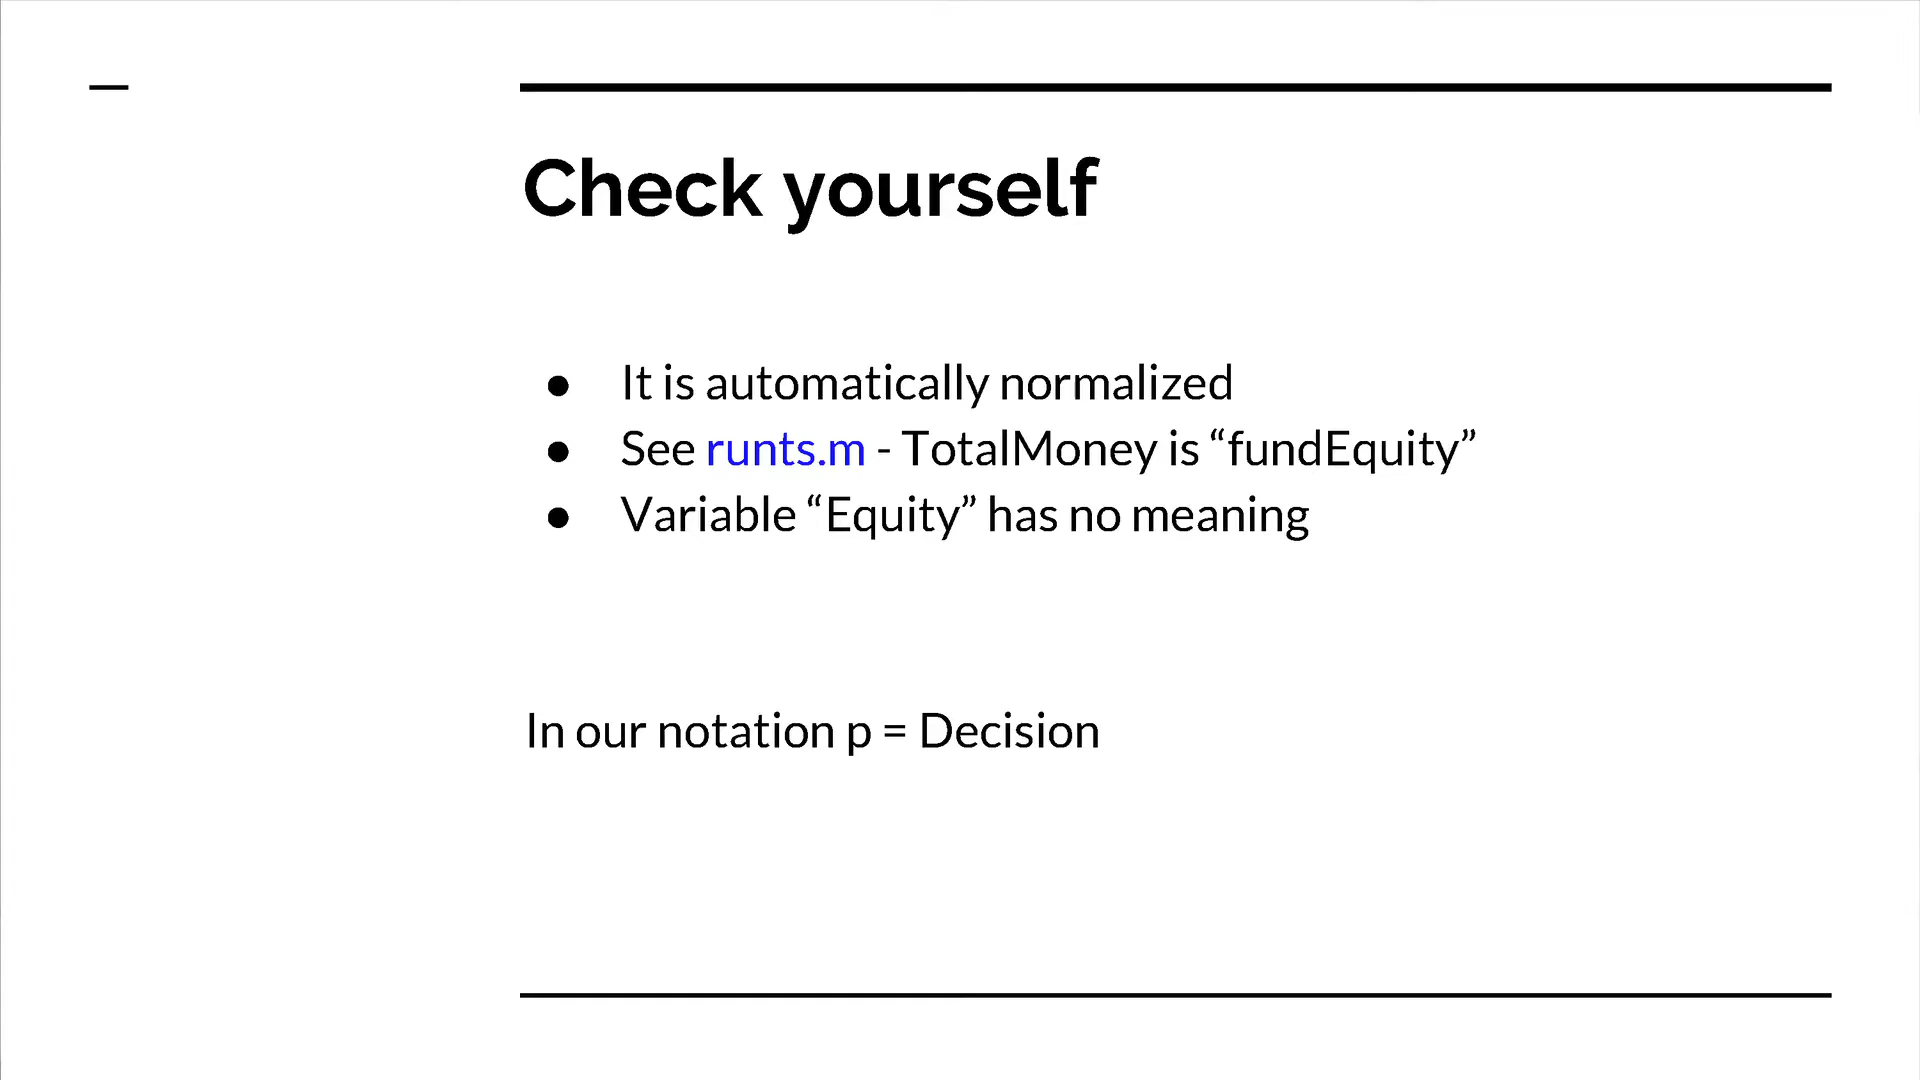 Check yourself
● It is automatically normalized
● See runts.m - TotalMoney is “fundEquity”
● Variable “Equity” has no meaning
In our notation p = Decision